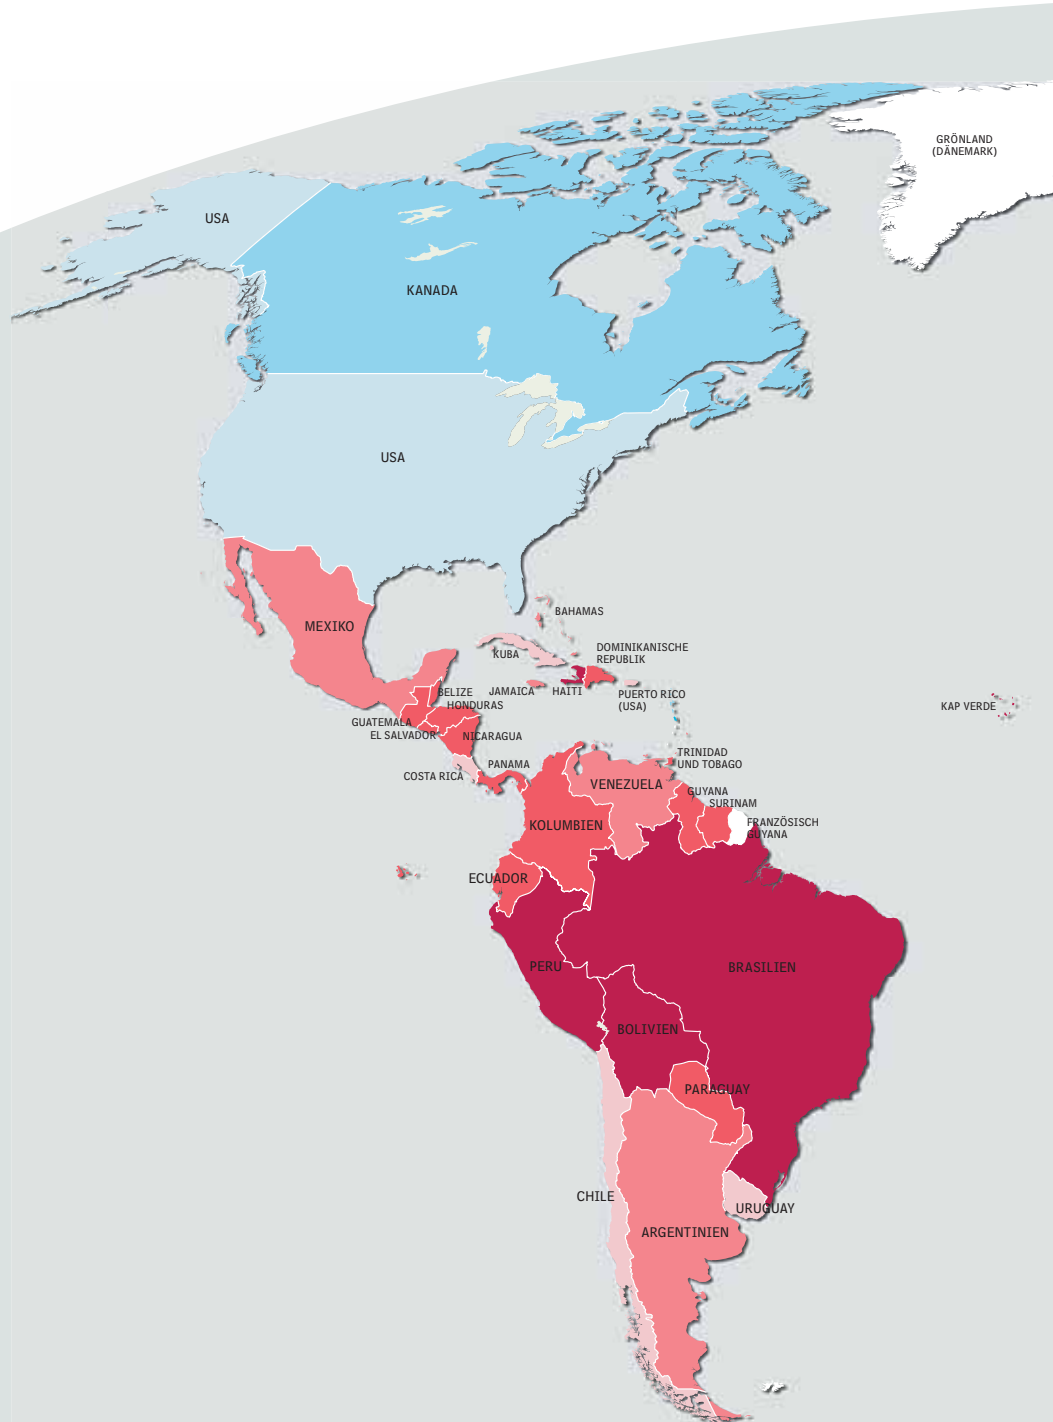 GRÖNLAND
(DÄNEMARK)
USA
KANADA
USA
BAHAMAS
MEXIKO
KUBA
DOMINIKANISCHE
REPUBLIK
JAMAICA
HAITI
BELIZE
PUERTO RICO
(USA)
HONDURAS
KAP VERDE
GUATEMALA
EL SALVADOR
NICARAGUA
TRINIDAD
UND TOBAGO
PANAMA
COSTA RICA
VENEZUELA
GUYANA
SURINAM
KOLUMBIEN
FRANZÖSISCH
GUYANA
ECUADOR
PERU
BRASILIEN
BOLIVIEN
PARAGUAY
CHILE
URUGUAY
ARGENTINIEN